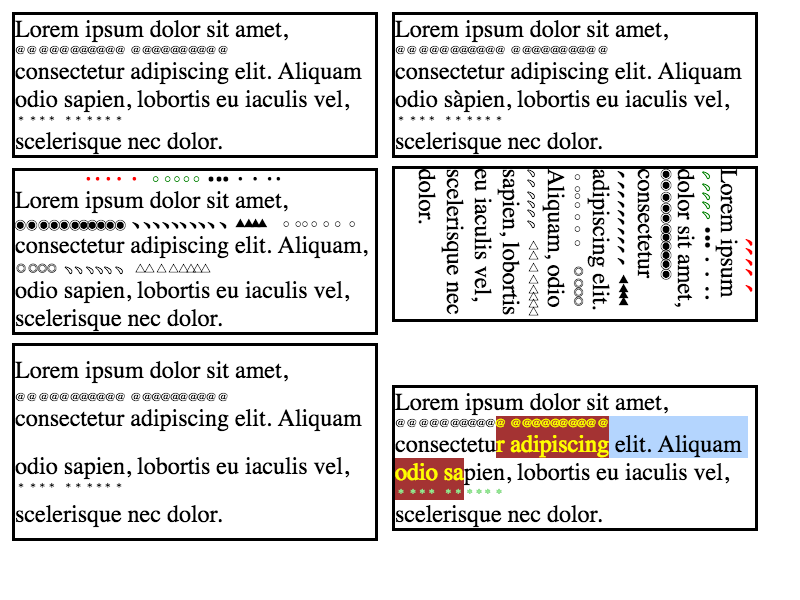 Lorem ipsum dolor sit amet,
@@@@@@@@@@@ @@@@@@@@@@
consectetur adipiscing elit. Aliquam
odio sapien, lobortis eu iaculis vel,
scelerisque nec dolor.
Lorem ipsum dolor sit amet,
@@@@@@@@@@@ @@@@@@@@@@
consectetur adipiscing elit. Aliquam
odio sàpien, lobortis eu iaculis vel,
scelerisque nec dolor.
Lorem ipsum dolor sit amet,
consectetur adipiscing elit. Aliquam,
odio sapien, lobortis eu iaculis vel,
scelerisque nec dolor.
Lorem ipsum
dolor sit amet,
consectetur
adipiscing elit.
Aliquam, odio
sapien, lobortis
eu iaculis vel,
scelerisque nec
dolor.
Lorem ipsum dolor sit amet,
@@@@@@@@@@@ @@@@@@@@@@
consectetur adipiscing elit. Aliquam
odio sapien, lobortis eu iaculis vel,
scelerisque nec dolor.
Lorem ipsum dolor sit amet,
@@@@@@@@@@@ @@@@@@@@@@
consectetur adipiscing elit. Aliquam
odio sapien, lobortis eu iaculis vel,
scelerisque nec dolor.